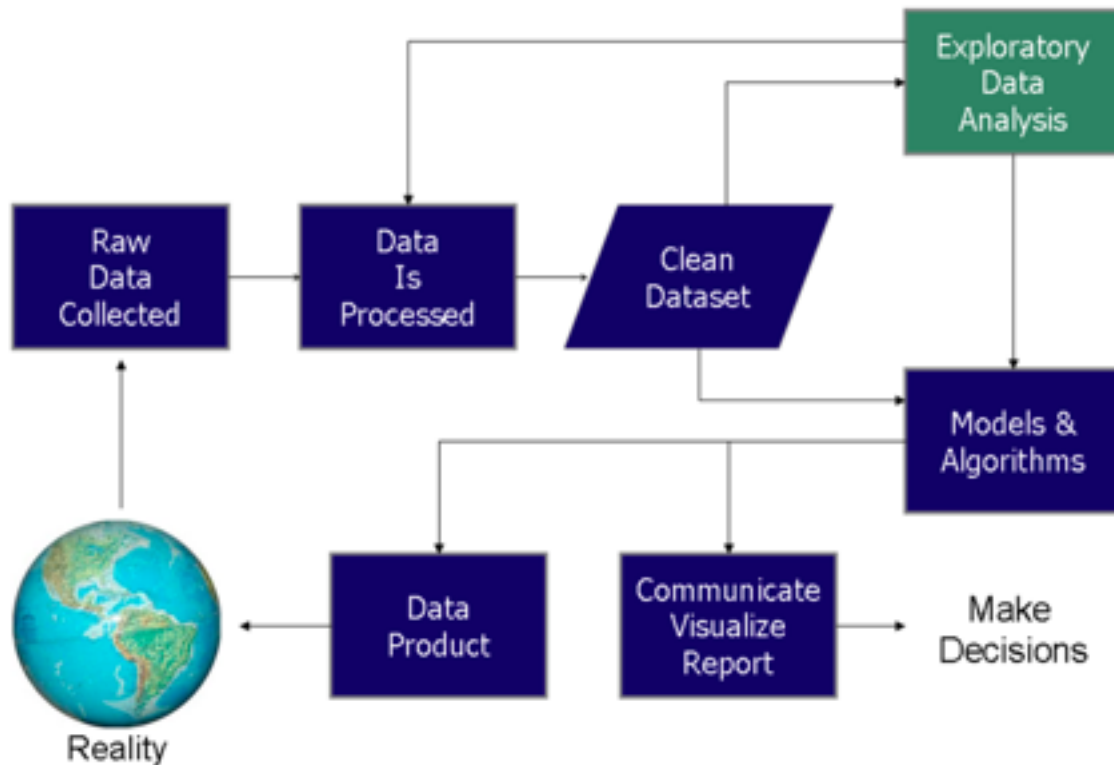 Exploratory
Data
Analysis
Raw
Data
Collected
Data
Is
Processed
Clean
Dataset
Models &
Algorithms
Data
Product
Communicate
Visualize
Report
Make
Decisions
Reality